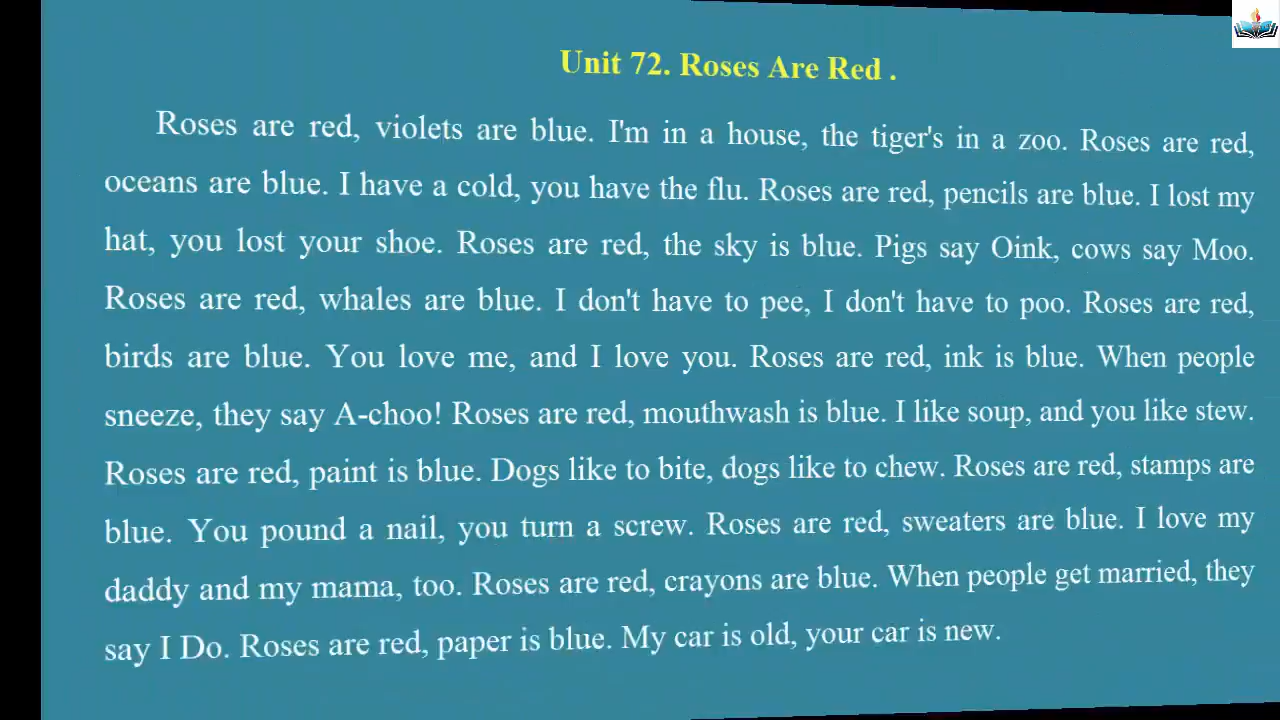 Unit 72. Roses Are Red .
Roses are red, violets are blue. I'm in a house, the tiger's in a zoo. Roses are red,
oceans are blue. I have a cold, you have the flu. Roses are red, pencils are blue. I lost my
hat, you lost your shoe. Roses are red, the sky is blue. Pigs say Oink, cows say Moo.
Roses are red, whales are blue. I don't have to pee, I don't have to poo. Roses are red,
birds are blue. You love me, and I love you. Roses are red, ink is blue. When people
sneeze, they say A-choo! Roses are red, mouthwash is blue. I like soup, and you like stew.
Roses are red, paint is blue. Dogs like to bite, dogs like to chew. Roses are red, stamps are
blue. You pound a nail, you turn a screw. Roses are red, sweaters are blue. I love my
daddy and my mama, too. Roses are red, crayons are blue. When people get married, they
say I Do. Roses are red, paper is blue. My car is old, your car is new.